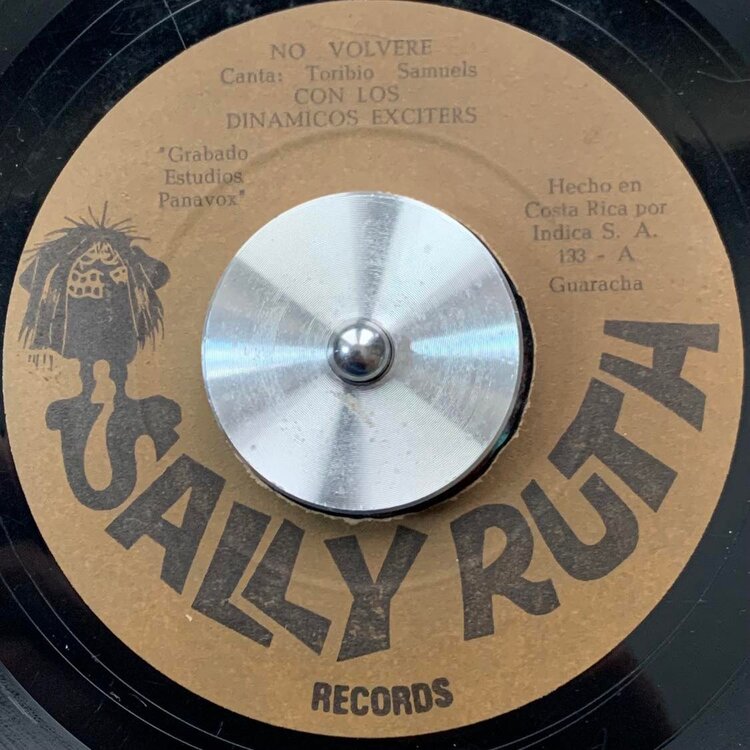 NO VOLVERE
Canta: Toribio Samuels
CON LOS
DINAMICOS EXCITERS
"Grabado
Estudios
Panavox"
Hecho en
Costa Rica por
Indica S. A.
133 - A
Guaracha
SALLY RUTH
RECORDS